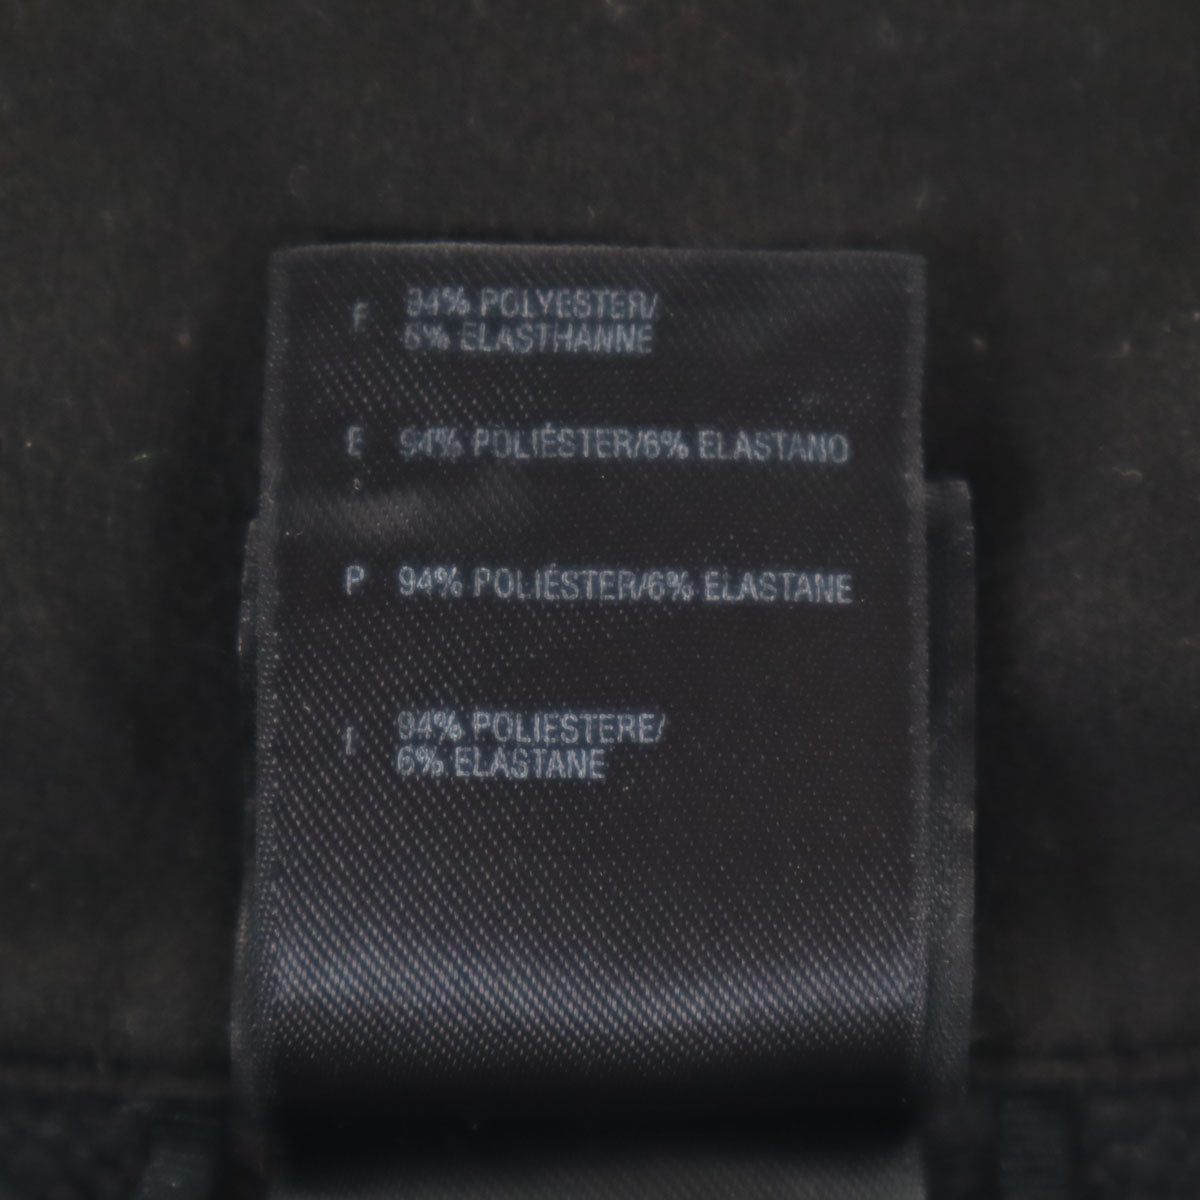 F 94% POLYESTER/
6% ELASTHANNE
E 94% POLIÉSTER/6% ELASTANO
P 94% POLIÉSTER/6% ELASTANE
I 94% POLIESTERE/
6% ELASTANE